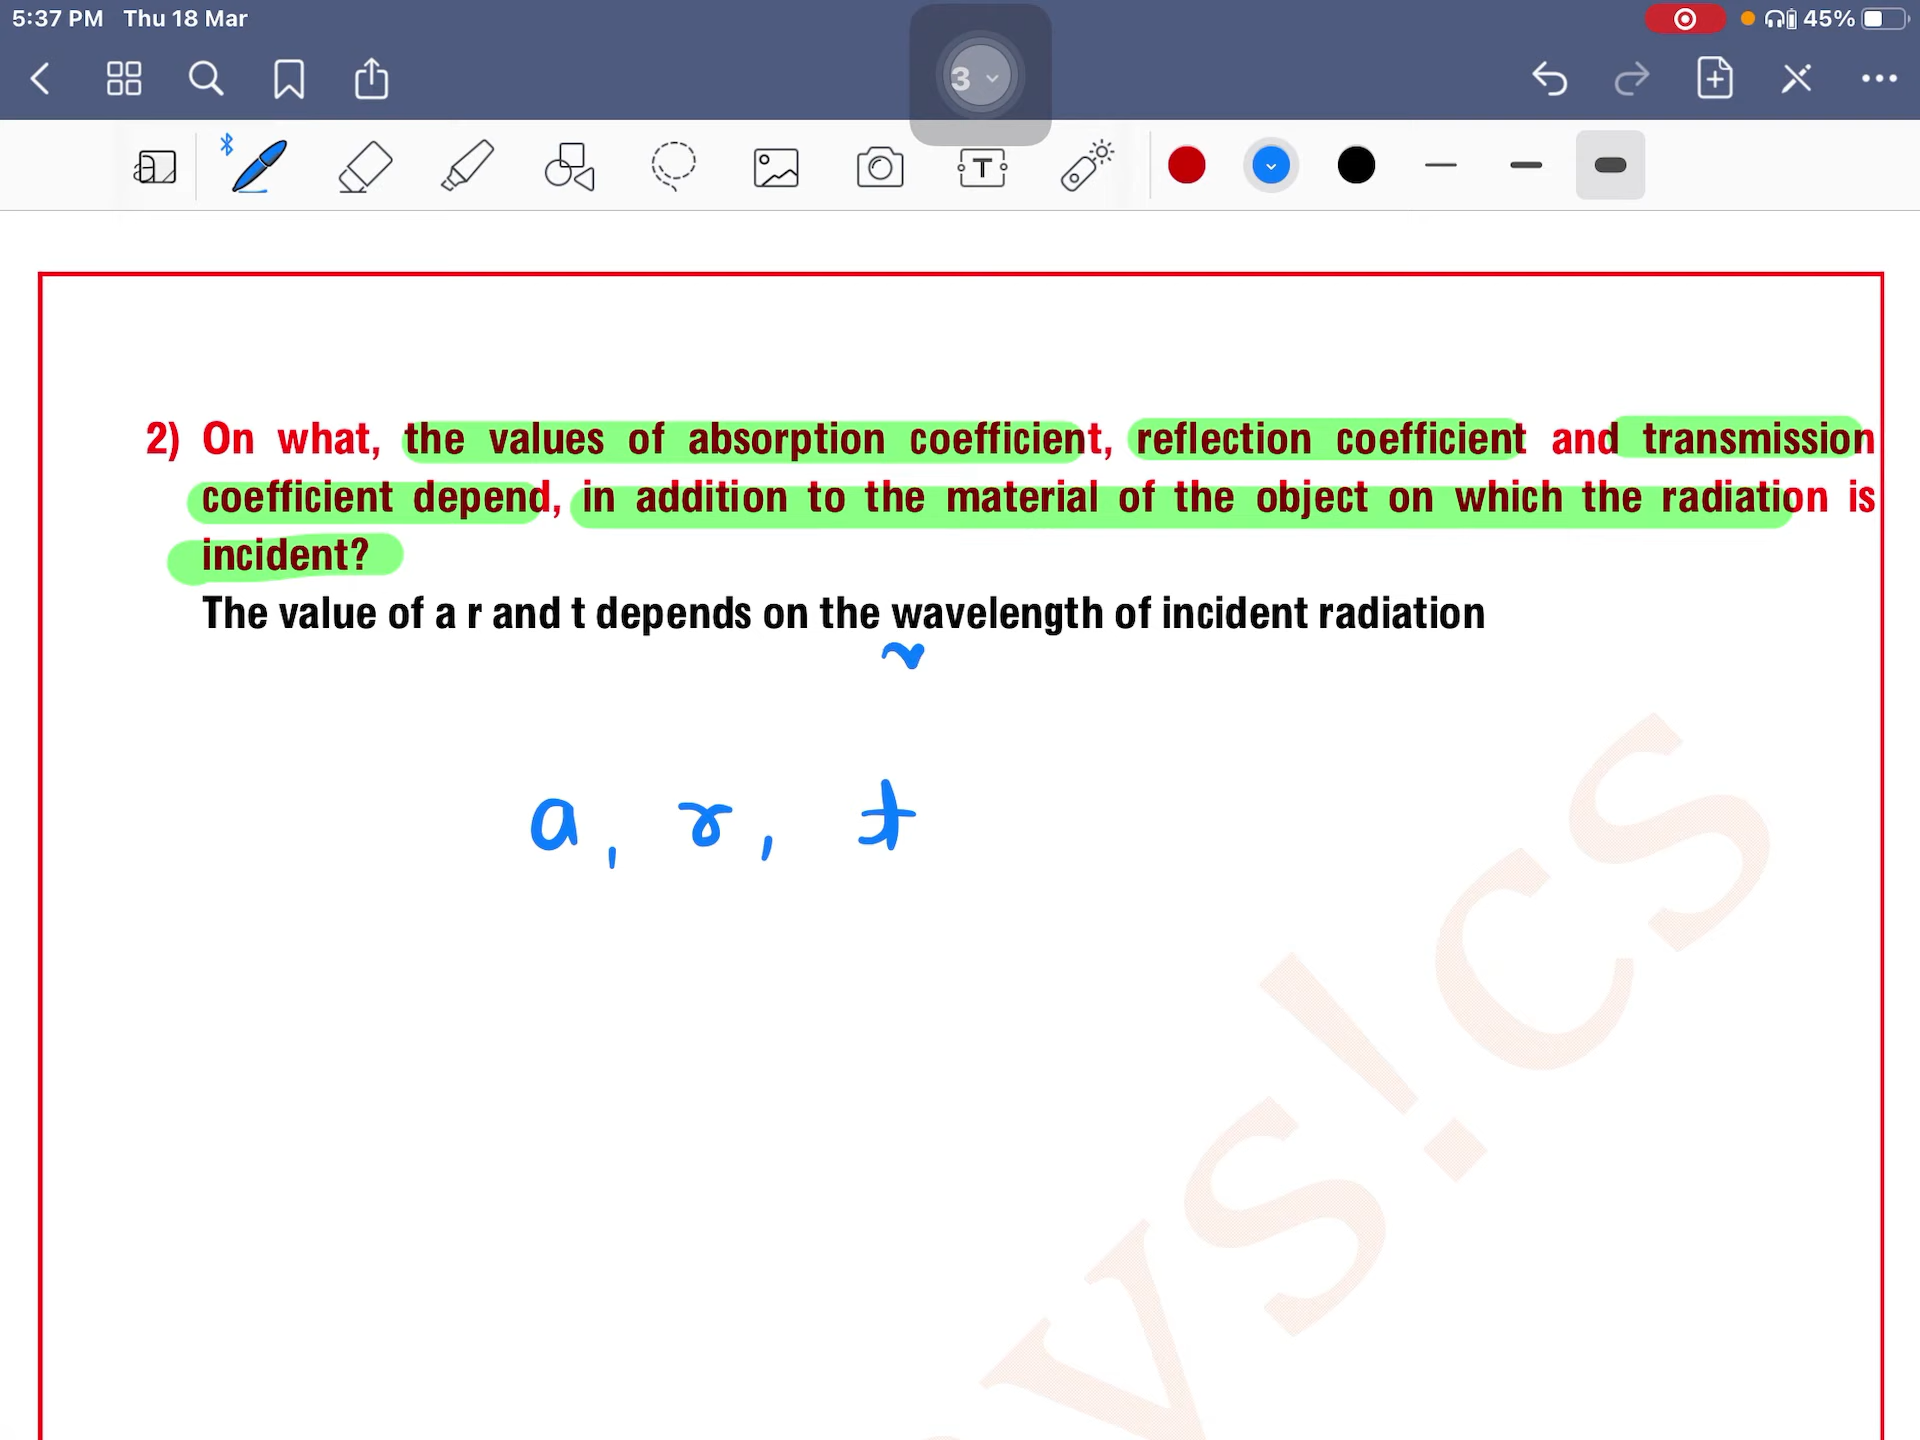 5:37 PM Thu 18 Mar
45%
3
a
T
2) On what, the values of absorption coefficient, reflection coefficient and transmission
coefficient depend, in addition to the material of the object on which the radiation is
incident?
The value of a r and t depends on the wavelength of incident radiation
a, r, t
ys!cs